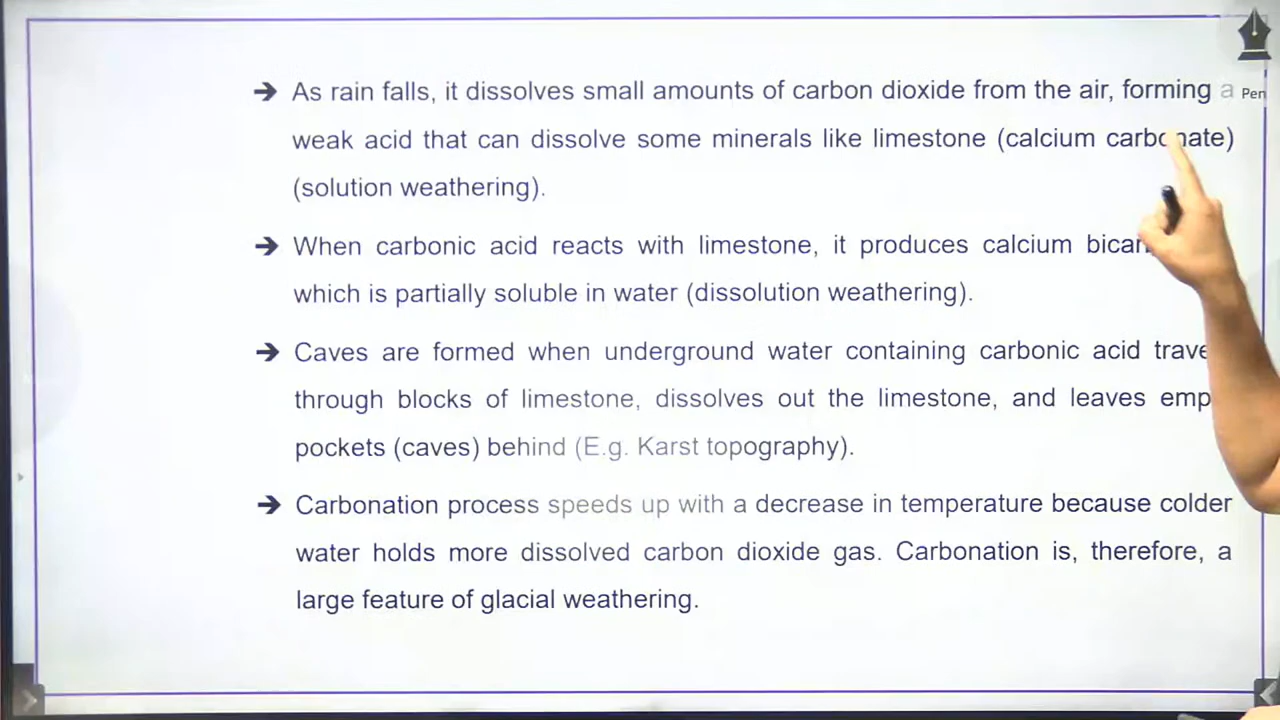 ➔ As rain falls, it dissolves small amounts of carbon dioxide from the air, forming a
Pen
weak acid that can dissolve some minerals like limestone (calcium carbonate)
(solution weathering).
➔ When carbonic acid reacts with limestone, it produces calcium
which is partially soluble in water (dissolution weathering).
➔ Caves are formed when underground water containing carbonic acid
through blocks of limestone, dissolves out the limestone, and leaves
pockets (caves) behind (E.g. Karst topography).
➔ Carbonation process speeds up with a decrease in temperature because colder
water holds more dissolved carbon dioxide gas. Carbonation is, therefore, a
large feature of glacial weathering.